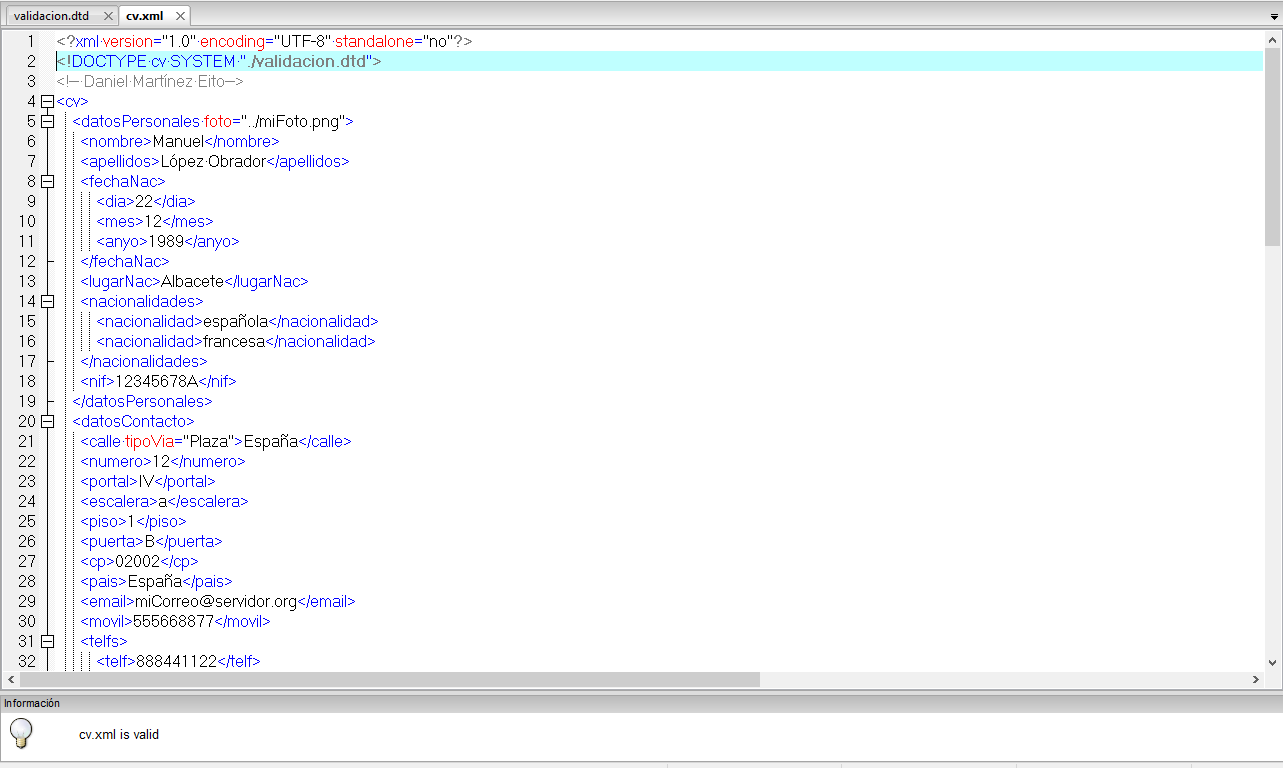 validacion.dtd
cv.xml
1 <?xml version="1.0" encoding="UTF-8" standalone="no"?>
2 <!DOCTYPE cv SYSTEM "./validacion.dtd">
3 <!-- Daniel Martínez Eito-->
4 <cv>
5 <datosPersonales foto="../miFoto.png">
6 <nombre>Manuel</nombre>
7 <apellidos>López Obrador</apellidos>
8 <fechaNac>
9 <dia>22</dia>
10 <mes>12</mes>
11 <anyo>1989</anyo>
12 </fechaNac>
13 <lugarNac>Albacete</lugarNac>
14 <nacionalidades>
15 <nacionalidad>española</nacionalidad>
16 <nacionalidad>francesa</nacionalidad>
17 </nacionalidades>
18 <nif>12345678A</nif>
19 </datosPersonales>
20 <datosContacto>
21 <calle tipoVia="Plaza">España</calle>
22 <numero>12</numero>
23 <portal>IV</portal>
24 <escalera>a</escalera>
25 <piso>1</piso>
26 <puerta>B</puerta>
27 <cp>02002</cp>
28 <pais>España</pais>
29 <email>miCorreo@servidor.org</email>
30 <movil>555668877</movil>
31 <telfs>
32 <telf>888441122</telf>
Información
cv.xml is valid